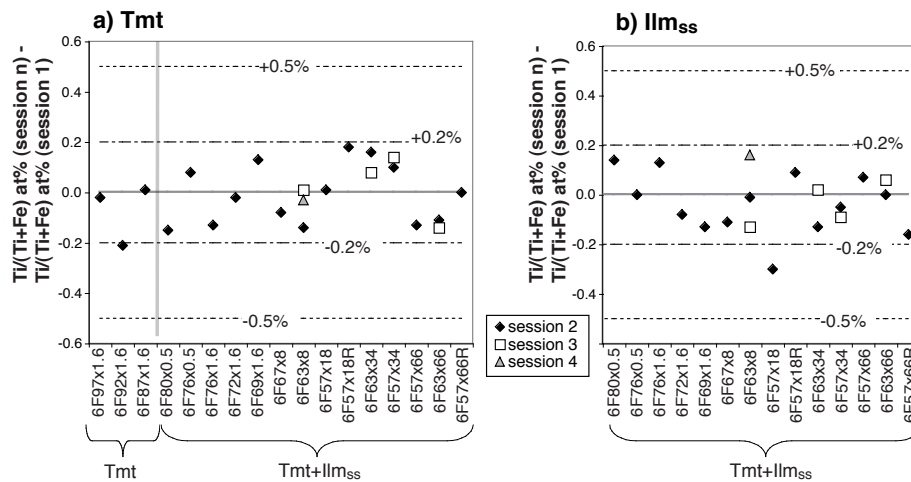 a) Tmt
Ti/(Ti+Fe) at% (session n) -
Ti/(Ti+Fe) at% (session 1)
0.6
0.4
0.2
0.0
-0.2
-0.4
-0.6
+0.5%
+0.2%
-0.2%
-0.5%
6F97x1.6
6F92x1.6
6F87x1.6
6F80x0.5
6F76x0.5
6F76x1.6
6F72x1.6
6F69x1.6
6F67x8
6F63x8
6F57x18
6F57x18R
6F63x34
6F57x34
6F57x66
6F63x66
6F57x66R
Tmt
Tmt+Ilmss
session 2
session 3
session 4
b) Ilmss
Ti/(Ti+Fe) at% (session n) -
Ti/(Ti+Fe) at% (session 1)
0.6
0.4
0.2
0.0
-0.2
-0.4
+0.5%
+0.2%
-0.2%
-0.5%
6F80x0.5
6F76x0.5
6F76x1.6
6F72x1.6
6F69x1.6
6F67x8
6F63x8
6F57x18
6F57x18R
6F63x34
6F57x34
6F57x66
6F63x66
6F57x66R
Tmt+Ilmss